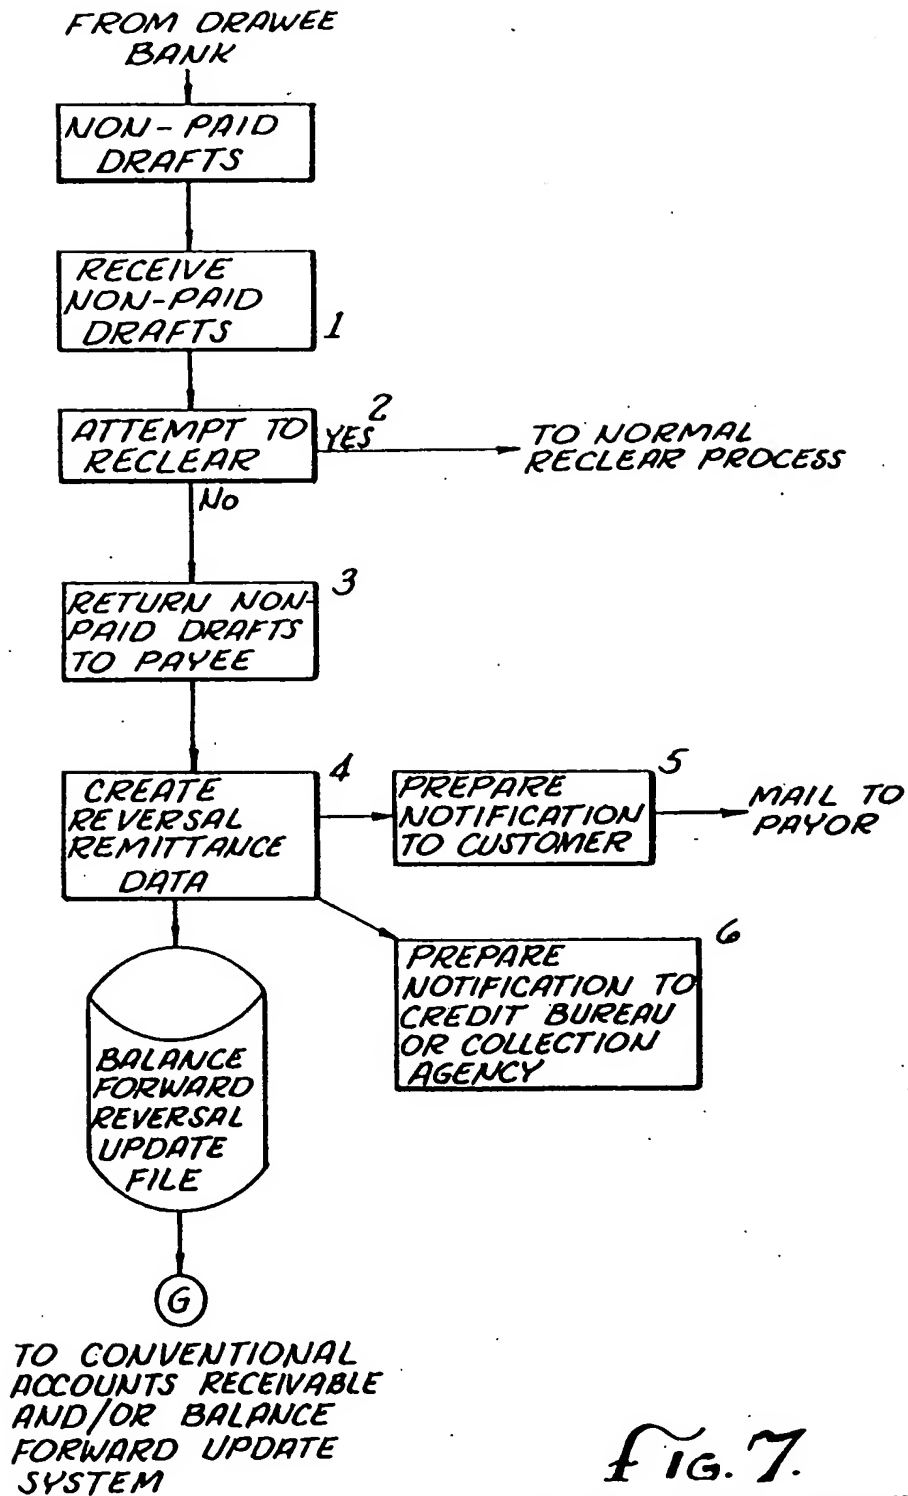 FROM DRAWEE
BANK
NON-PAID
DRAFTS
RECEIVE
NON-PAID
DRAFTS
1
ATTEMPT TO
RECLEAR
2
YES
TO NORMAL
RECLEAR PROCESS
NO
3
RETURN NON-
PAID DRAFTS
TO PAYEE
4
CREATE
REVERSAL
REMITTANCE
DATA
5
PREPARE
NOTIFICATION
TO CUSTOMER
MAIL TO
PAYOR
6
PREPARE
NOTIFICATION TO
CREDIT BUREAU
OR COLLECTION
AGENCY
BALANCE
FORWARD
REVERSAL
UPDATE
FILE
G
TO CONVENTIONAL
ACCOUNTS RECEIVABLE
AND/OR BALANCE
FORWARD UPDATE
SYSTEM
FIG. 7.